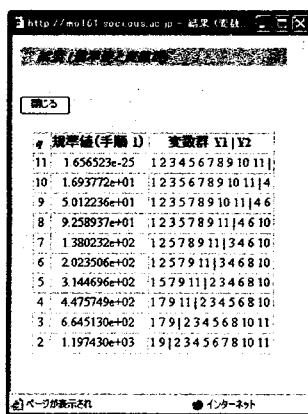 結果 (変数
閉じる
q 規準値(手順 1) 変数群 Y1 | Y2
11 1.656523e-25 1 2 3 4 5 6 7 8 9 10 11 |
10 1.693772e+01 1 2 3 5 6 7 8 9 10 11 | 4
9 5.012236e+01 1 2 3 5 7 8 9 10 11 | 4 6
8 9.258937e+01 1 2 3 5 7 8 9 11 | 4 6 10
7 1.380232e+02 1 2 5 7 8 9 11 | 3 4 6 10
6 2.023506e+02 1 2 5 7 9 11 | 3 4 6 8 10
5 3.144696e+02 1 5 7 9 11 | 2 3 4 6 8 10
4 4.475749e+02 1 7 9 11 | 2 3 4 5 6 8 10
3 6.645130e+02 1 7 9 | 2 3 4 5 6 8 10 11
2 1.197430e+03 1 9 | 2 3 4 5 6 7 8 10 11
ページが表示され インターネット